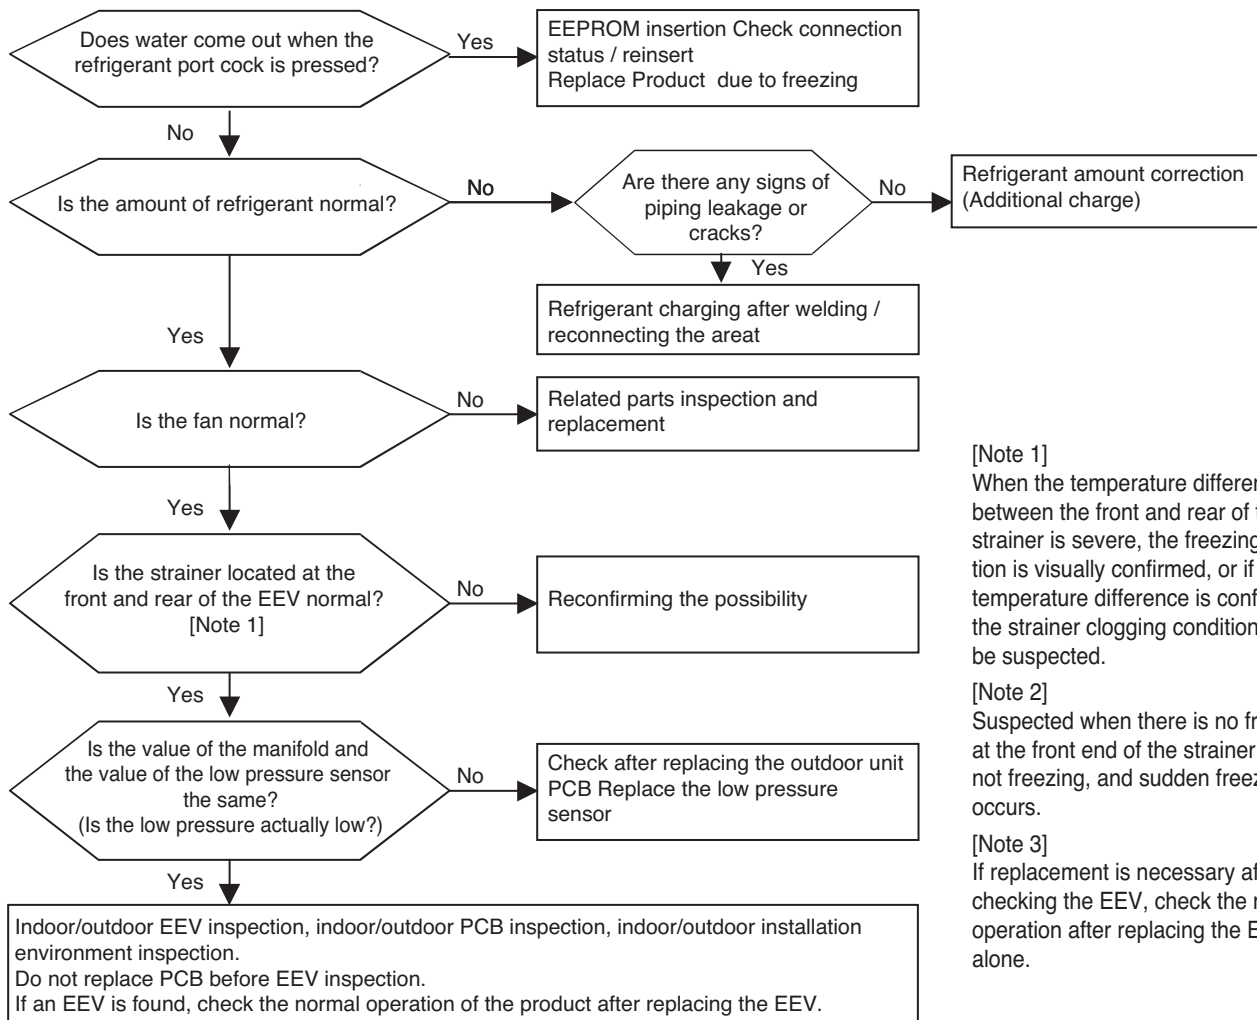 Does water come out when the
refrigerant port cock is pressed?
Yes
EEPROM insertion Check connection
status / reinsert
Replace Product due to freezing
No
Is the amount of refrigerant normal?
No
Are there any signs of
piping leakage or
cracks?
No
Refrigerant amount correction
(Additional charge)
Yes
Refrigerant charging after welding /
reconnecting the areat
Yes
Is the fan normal?
No
Related parts inspection and
replacement
Yes
Is the strainer located at the
front and rear of the EEV normal?
[Note 1]
No
Reconfirming the possibility
Yes
Is the value of the manifold and
the value of the low pressure sensor
the same?
(Is the low pressure actually low?)
No
Check after replacing the outdoor unit
PCB Replace the low pressure
sensor
Yes
Indoor/outdoor EEV inspection, indoor/outdoor PCB inspection, indoor/outdoor installation
environment inspection.
Do not replace PCB before EEV inspection.
If an EEV is found, check the normal operation of the product after replacing the EEV.
[Note 1]
When the temperature
between the front and rear of
strainer is severe, the freezing
tion is visually confirmed, or if
temperature difference is
the strainer clogging condition
be suspected.
[Note 2]
Suspected when there is no
at the front end of the strainer
not freezing, and sudden
occurs.
[Note 3]
If replacement is necessary
checking the EEV, check the
operation after replacing the
alone.